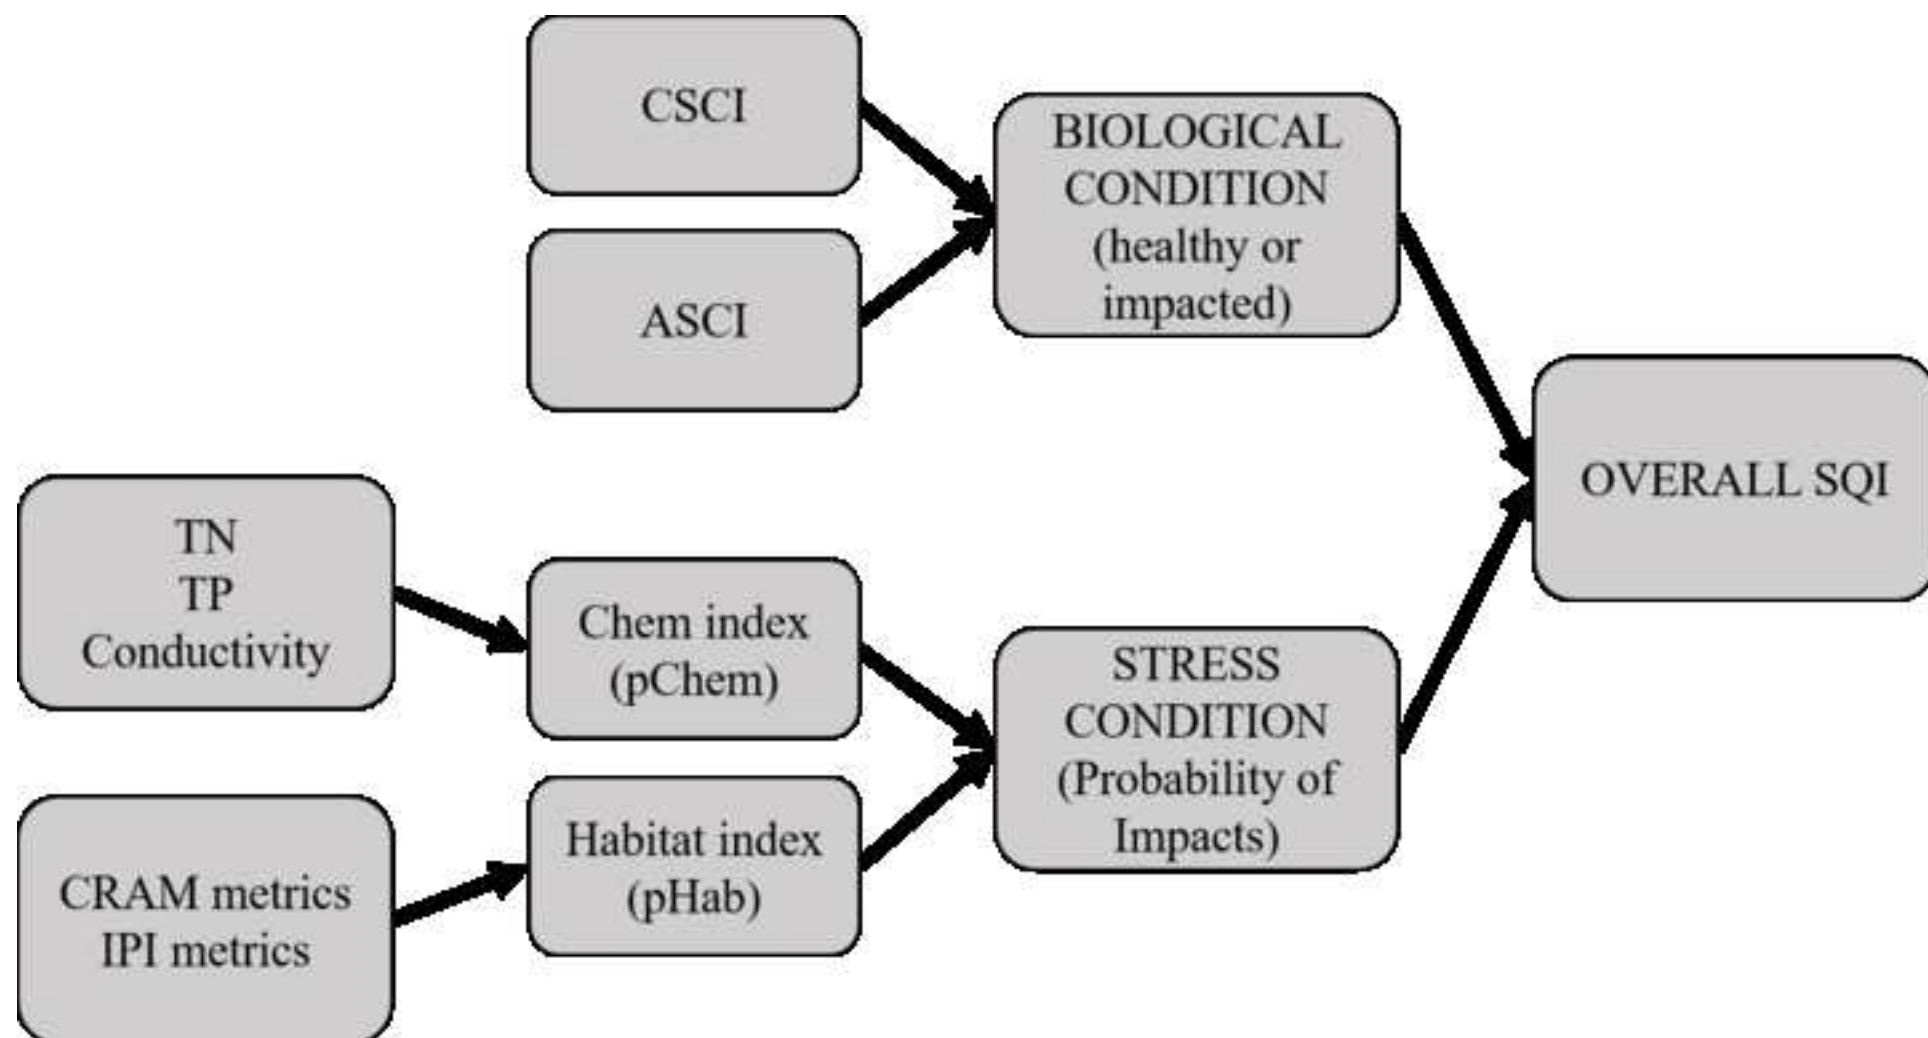 CSCI
ASCI
BIOLOGICAL
CONDITION
(healthy or
impacted)
OVERALL SQI
TN
TP
Conductivity
Chem index
(pChem)
STRESS
CONDITION
(Probability of
Impacts)
Habitat index
(pHab)
CRAM metrics
IPI metrics